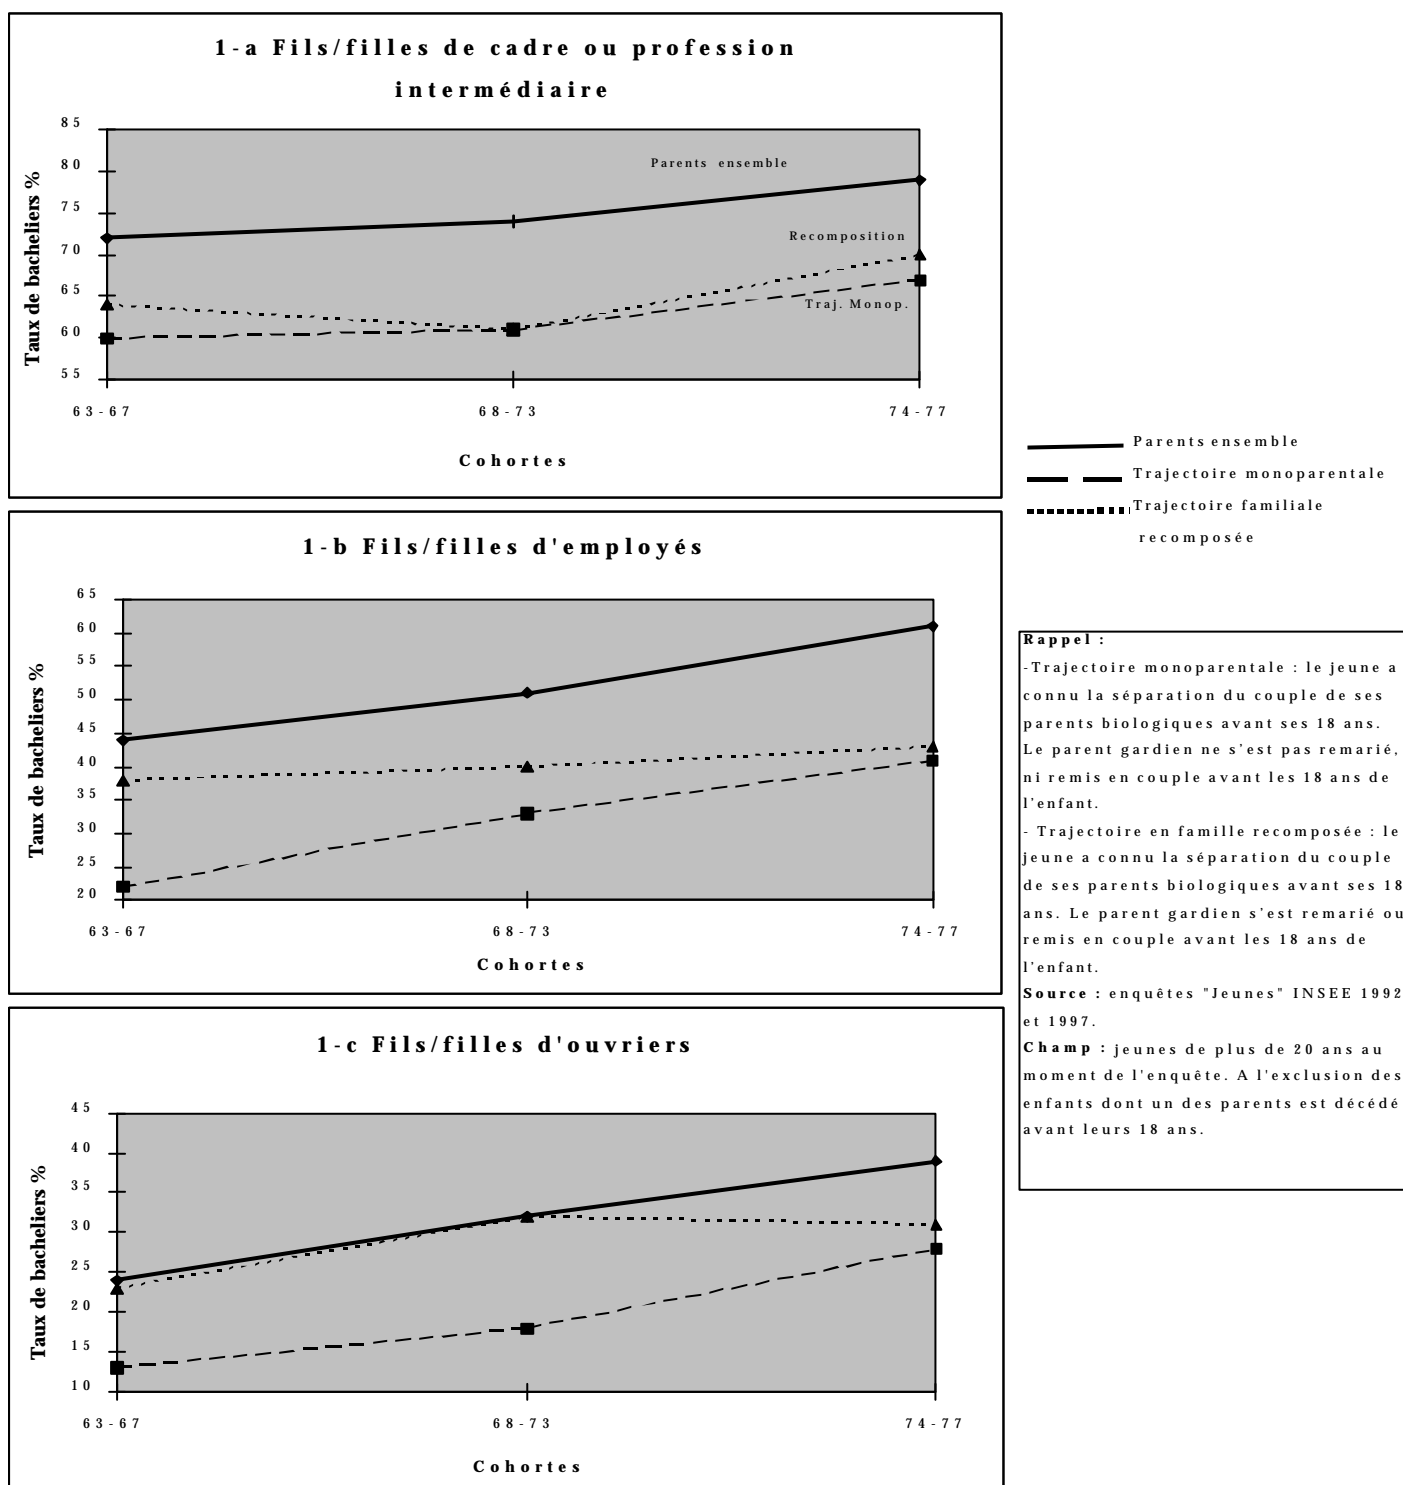 1-a Fils/filles de cadre ou profession
intermédiaire
Taux de bacheliers %
85
80
75
70
65
60
55
Parents ensemble
Recomposition
Traj. Monop.
63-67
68-73
74-77
Cohortes
Parents ensemble
Trajectoire monoparentale
Trajectoire familiale
recomposée
1-b Fils/filles d'employés
Taux de bacheliers %
65
60
55
50
45
40
35
30
25
20
63-67
68-73
74-77
Cohortes
Rappel :
-Trajectoire monoparentale : le jeune a
connu la séparation du couple de ses
parents biologiques avant ses 18 ans.
Le parent gardien ne s'est pas remarié,
ni remis en couple avant les 18 ans de
l'enfant.
- Trajectoire en famille recomposée : le
jeune a connu la séparation du couple
de ses parents biologiques avant ses 18
ans. Le parent gardien s'est remarié ou
remis en couple avant les 18 ans de
l'enfant.
Source : enquêtes "Jeunes" INSEE 1992
et 1997.
Champ : jeunes de plus de 20 ans au
moment de l'enquête. A l'exclusion des
enfants dont un des parents est décédé
avant leurs 18 ans.
1-c Fils/filles d'ouvriers
Taux de bacheliers %
45
40
35
30
25
20
15
10
63-67
68-73
74-77
Cohortes